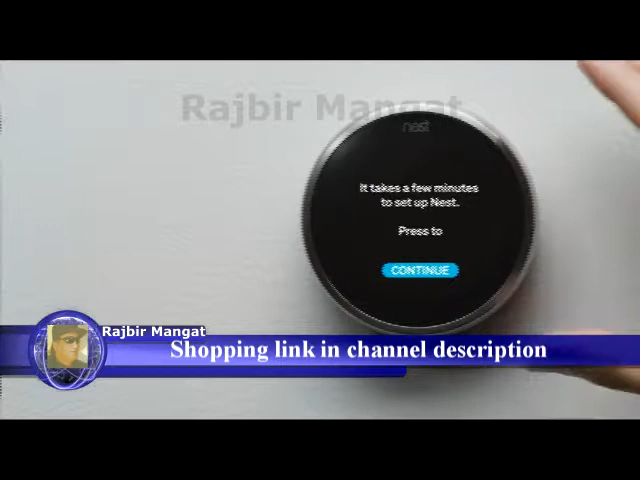 Rajbir Mangat
nest
It takes a few minutes
to set up Nest.
Press to
CONTINUE
Rajbir Mangat
Shopping link in channel description